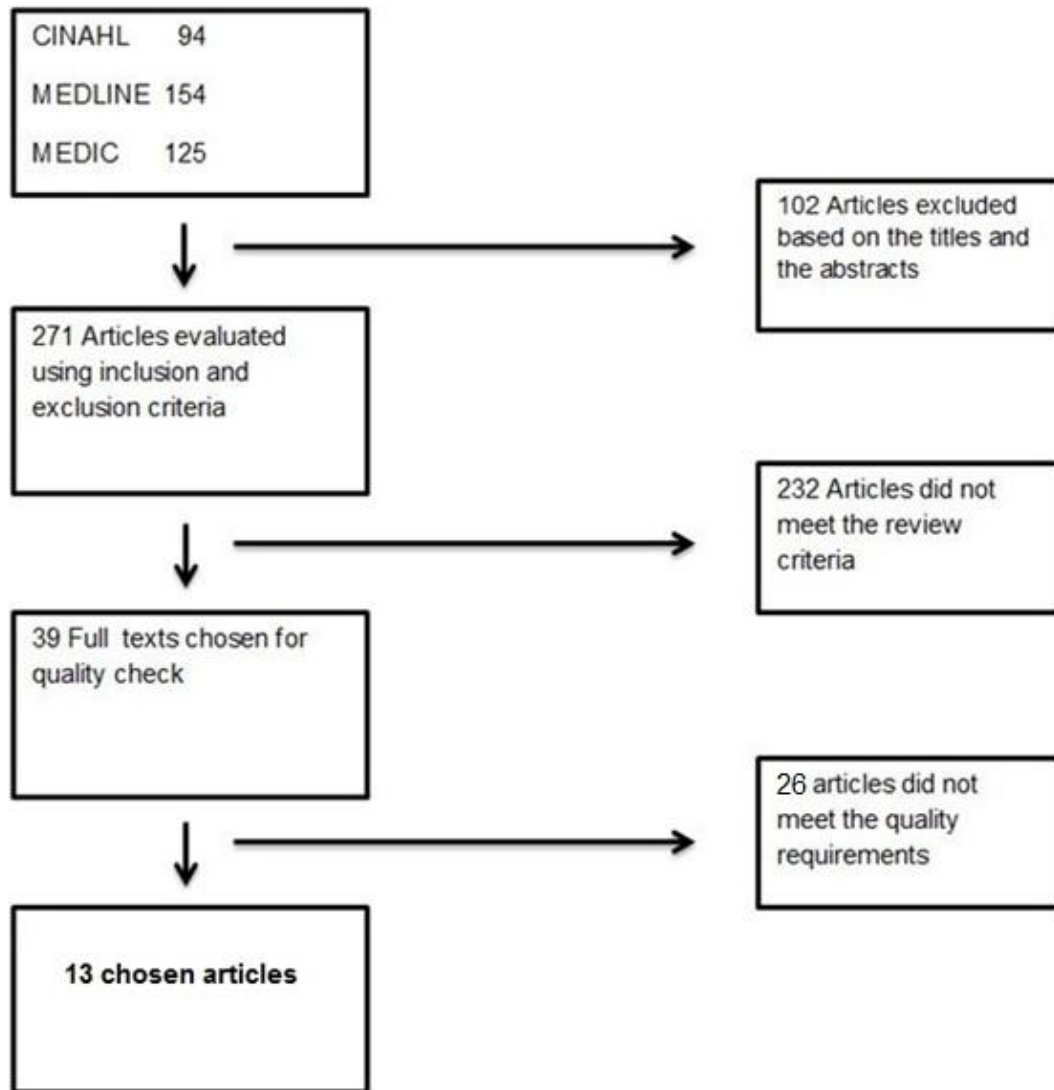 CINAHL 94
MEDLINE 154
MEDIC 125
102 Articles excluded
based on the titles and
the abstracts
271 Articles evaluated
using inclusion and
exclusion criteria
232 Articles did not
meet the review
criteria
39 Full texts chosen for
quality check
26 articles did not
meet the quality
requirements
13 chosen articles